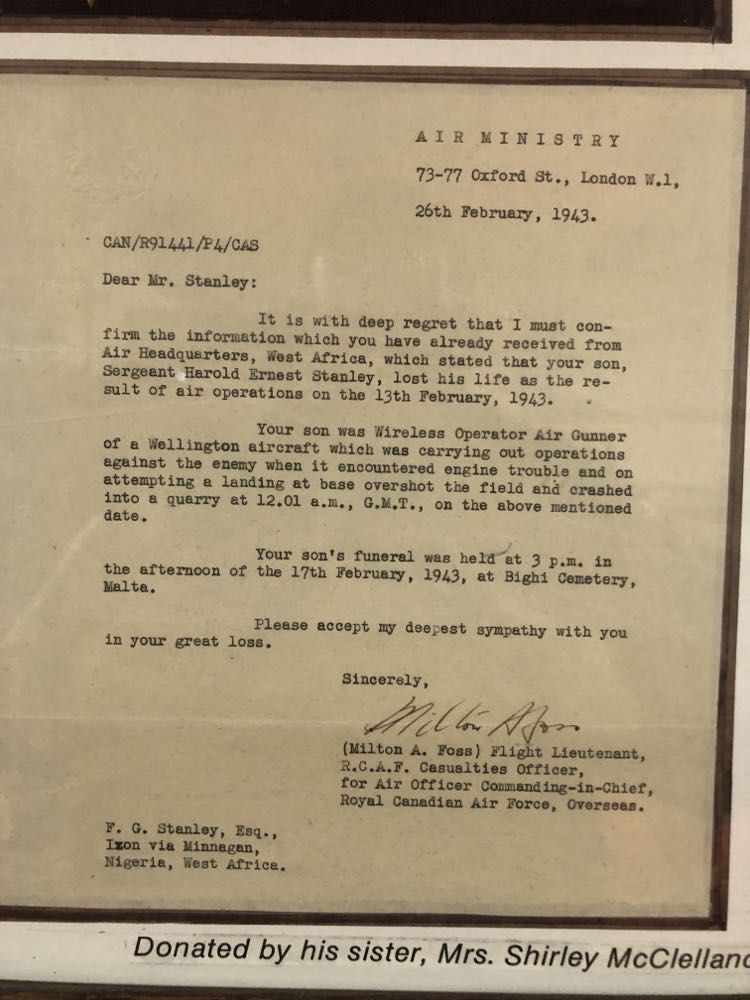 AIR MINISTRY
73-77 Oxford St., London W.1,
26th February, 1943.
CAN/R91441/P4/CAS
Dear Mr. Stanley:
It is with deep regret that I must con-
firm the information which you have already received from
Air Headquarters, West Africa, which stated that your son,
Sergeant Harold Ernest Stanley, lost his life as the re-
sult of air operations on the 13th February, 1943.
Your son was Wireless Operator Air Gunner
of a Wellington aircraft which was carrying out operations
against the enemy when it encountered engine trouble and on
attempting a landing at base overshot the field and crashed
into a quarry at 12.01 a.m., G.M.T., on the above mentioned
date.
Your son's funeral was held at 3 p.m. in
the afternoon of the 17th February, 1943, at Bighi Cemetery,
Malta.
Please accept my deepest sympathy with you
in your great loss.
Sincerely,
Milton A Foss
(Milton A. Foss) Flight Lieutenant,
R.C.A.F. Casualties Officer,
for Air Officer Commanding-in-Chief,
Royal Canadian Air Force, Overseas.
F. G. Stanley, Esq.,
Ixon via Minnagan,
Nigeria, West Africa.
Donated by his sister, Mrs. Shirley McClelland